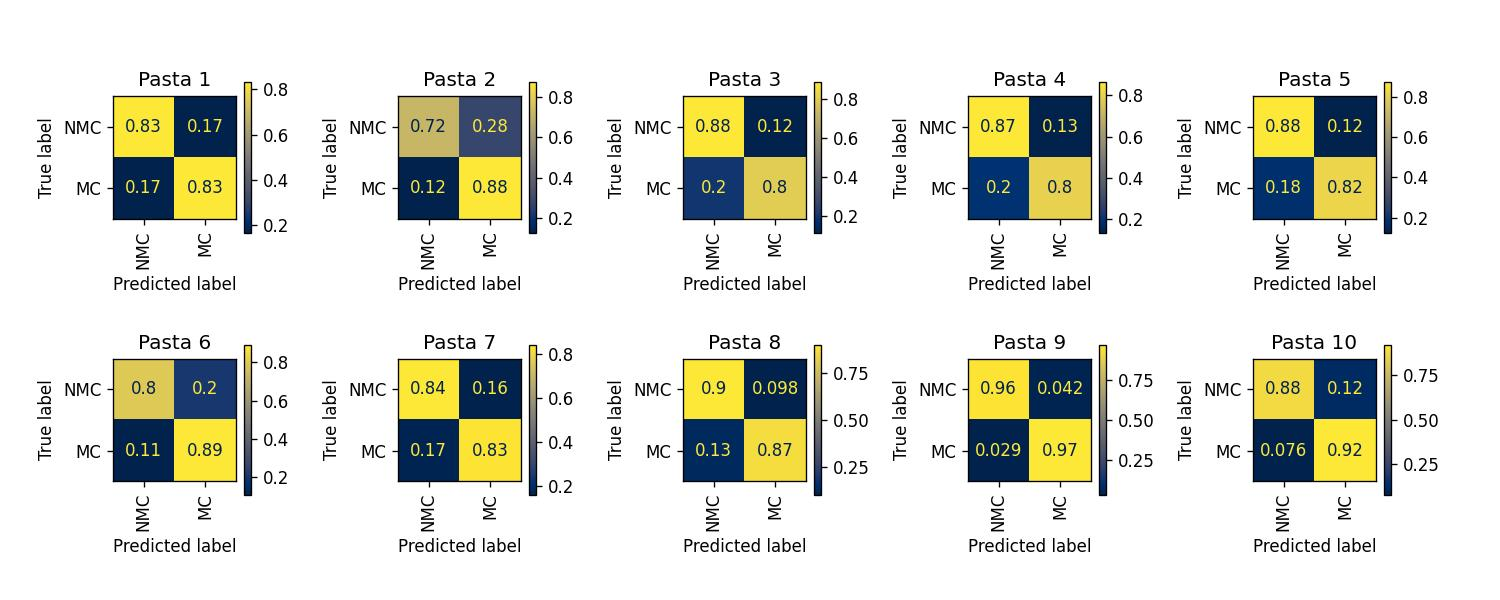 Pasta 1
True label
NMC 0.83 0.17
MC 0.17 0.83
NMC MC
Predicted label
0.8
0.6
0.4
0.2
Pasta 2
True label
NMC 0.72 0.28
MC 0.12 0.88
NMC MC
Predicted label
0.8
0.6
0.4
0.2
Pasta 3
True label
NMC 0.88 0.12
MC 0.2 0.8
NMC MC
Predicted label
0.8
0.6
0.4
0.2
Pasta 4
True label
NMC 0.87 0.13
MC 0.2 0.8
NMC MC
Predicted label
0.8
0.6
0.4
0.2
Pasta 5
True label
NMC 0.88 0.12
MC 0.18 0.82
NMC MC
Predicted label
0.8
0.6
0.4
0.2
Pasta 6
True label
NMC 0.8 0.2
MC 0.11 0.89
NMC MC
Predicted label
0.8
0.6
0.4
0.2
Pasta 7
True label
NMC 0.84 0.16
MC 0.17 0.83
NMC MC
Predicted label
0.8
0.6
0.4
0.2
Pasta 8
True label
NMC 0.9 0.098
MC 0.13 0.87
NMC MC
Predicted label
0.75
0.50
0.25
Pasta 9
True label
NMC 0.96 0.042
MC 0.029 0.97
NMC MC
Predicted label
0.75
0.50
0.25
Pasta 10
True label
NMC 0.88 0.12
MC 0.076 0.92
NMC MC
Predicted label
0.75
0.50
0.25